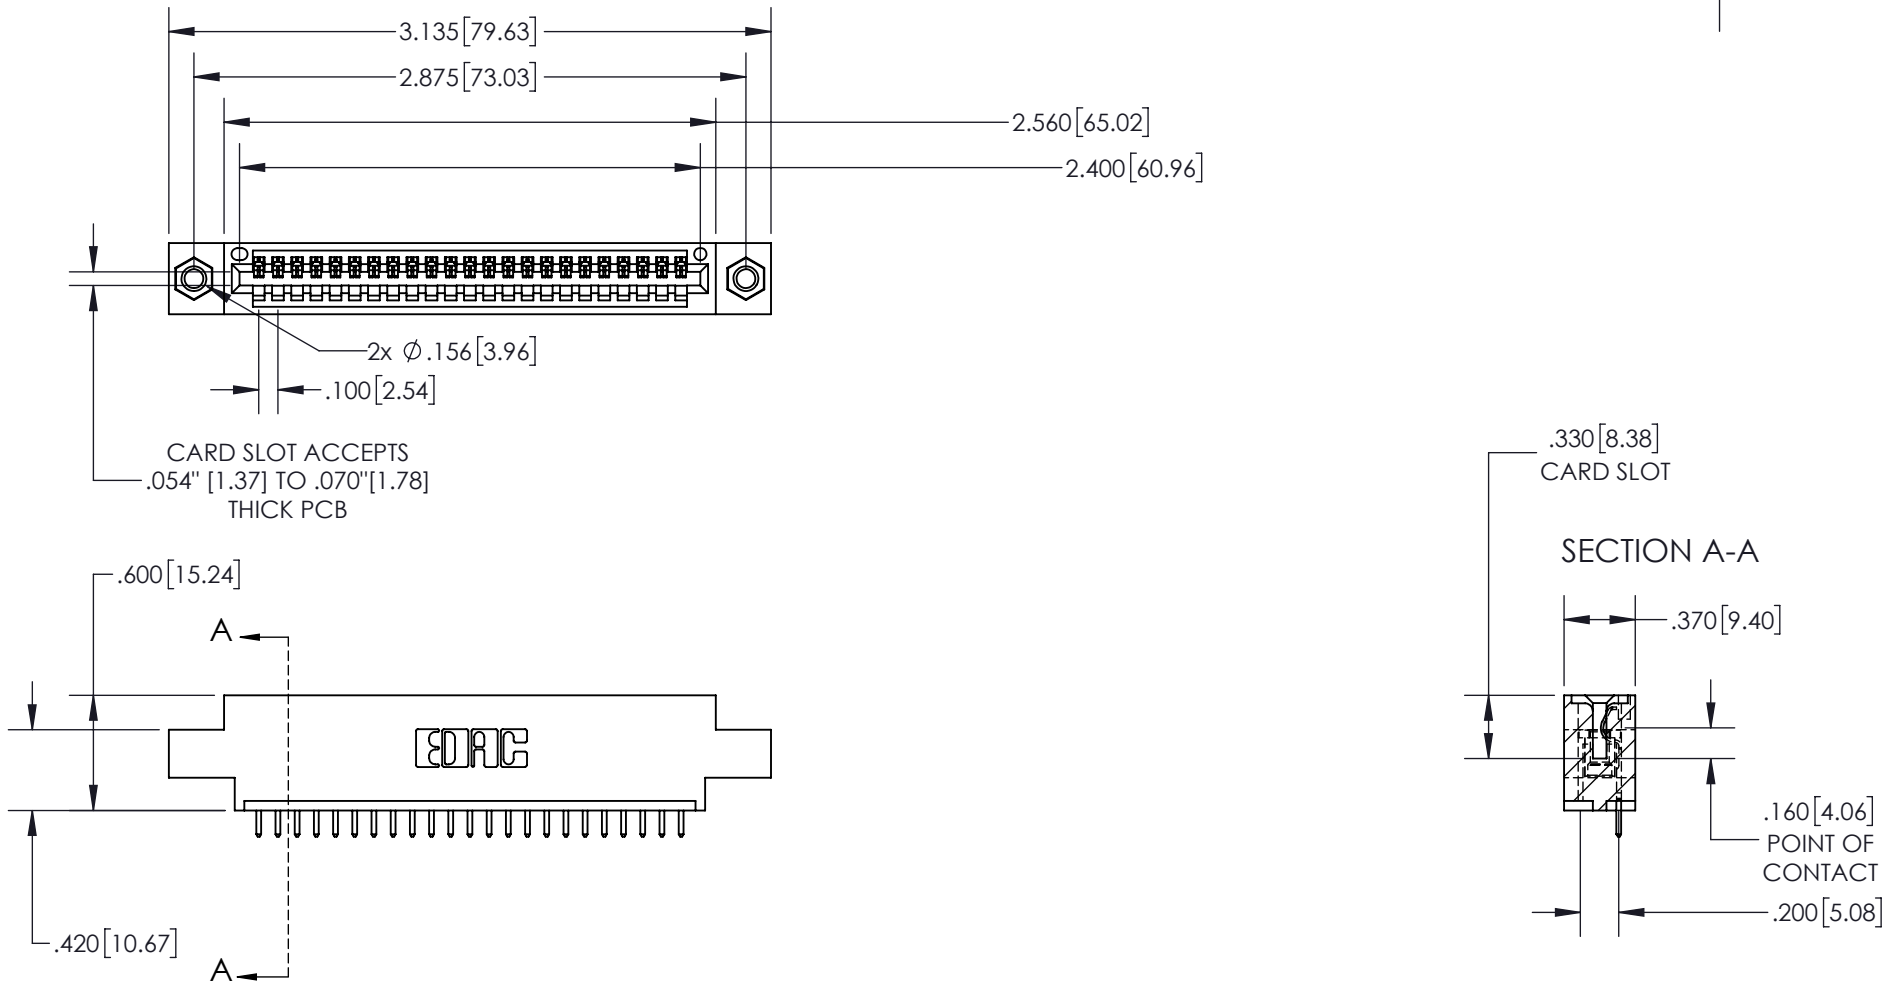 3.135[79.63]
2.875[73.03]
2.560[65.02]
2.400[60.96]
2x Ø.156[3.96]
.100[2.54]
CARD SLOT ACCEPTS
.054" [1.37] TO .070"[1.78]
THICK PCB
.330[8.38]
CARD SLOT
SECTION A-A
.600[15.24]
A
.370[9.40]
EDAC
.160[4.06]
POINT OF
CONTACT
.200[5.08]
.420[10.67]
A